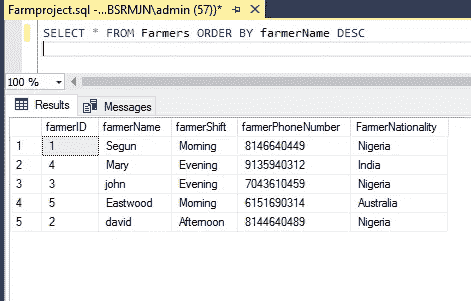 Farmproject.sql -...BSRMJN\admin (57))*
SELECT * FROM Farmers ORDER BY farmerName DESC
100 %
Results Messages
farmerID farmerName farmerShift farmerPhoneNumber FarmerNationality
1 1 Segun Morning 8146640449 Nigeria
2 4 Mary Evening 9135940312 India
3 3 john Evening 7043610459 Nigeria
4 5 Eastwood Morning 6151690314 Australia
5 2 david Afternoon 8144640489 Nigeria